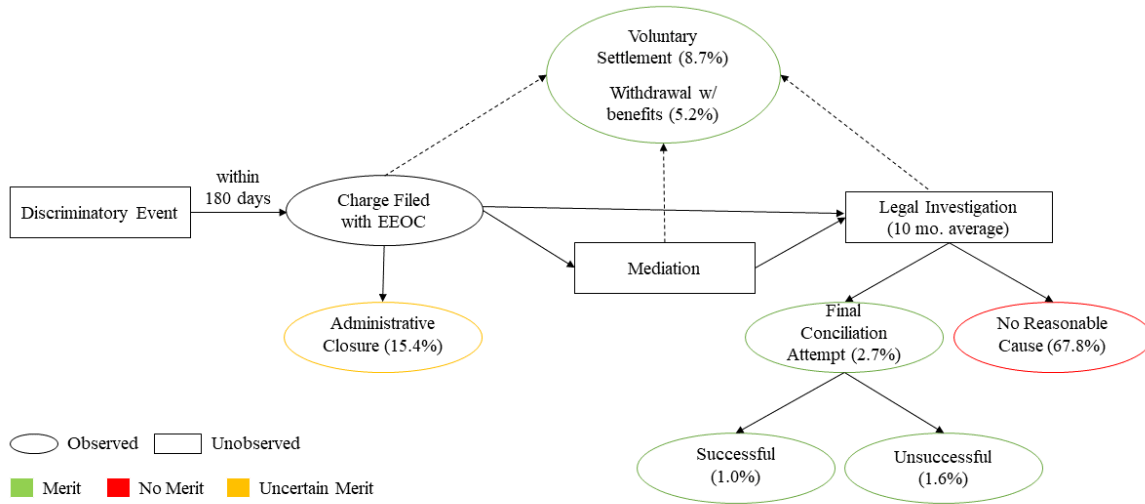 Voluntary
Settlement (8.7%)
Withdrawal w/
benefits (5.2%)
within
180 days
Discriminatory Event
Charge Filed
with EEOC
Legal Investigation
(10 mo. average)
Mediation
Administrative
Closure (15.4%)
Final
Conciliation
Attempt (2.7%)
No Reasonable
Cause (67.8%)
Observed
Unobserved
Successful
(1.0%)
Unsuccessful
(1.6%)
Merit
No Merit
Uncertain Merit